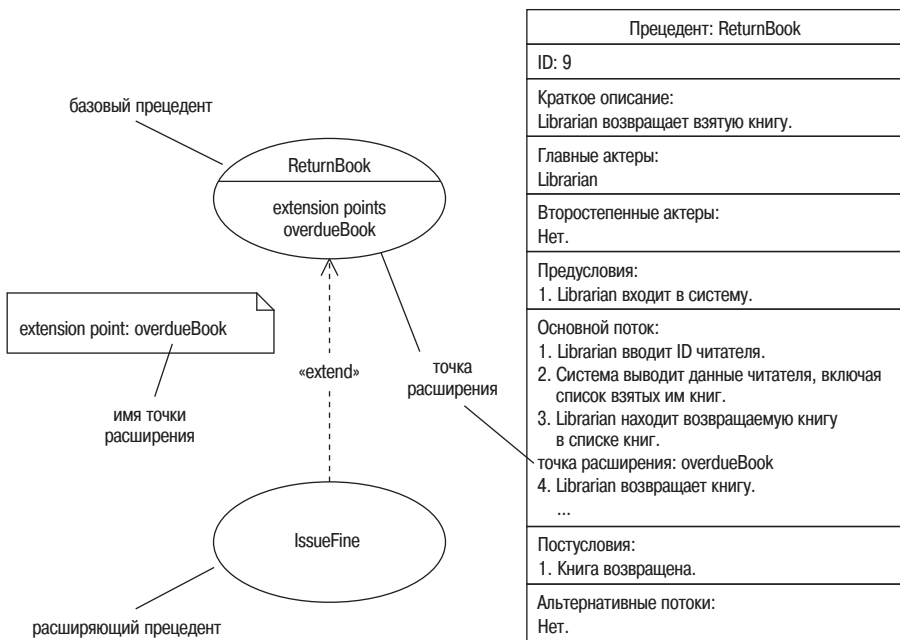 базовый прецедент
ReturnBook
extension points
overdueBook
extension point: overdueBook
имя точки
расширения
«extend»
точка
расширения
IssueFine
расширяющий прецедент
Прецедент: ReturnBook
ID: 9
Краткое описание:
Librarian возвращает взятую книгу.
Главные актеры:
Librarian
Второстепенные актеры:
Нет.
Предусловия:
1. Librarian входит в систему.
Основной поток:
1. Librarian вводит ID читателя.
2. Система выводит данные читателя, включая
список взятых им книг.
3. Librarian находит возвращаемую книгу
в списке книг.
точка расширения: overdueBook
4. Librarian возвращает книгу.
...
Постусловия:
1. Книга возвращена.
Альтернативные потоки:
Нет.